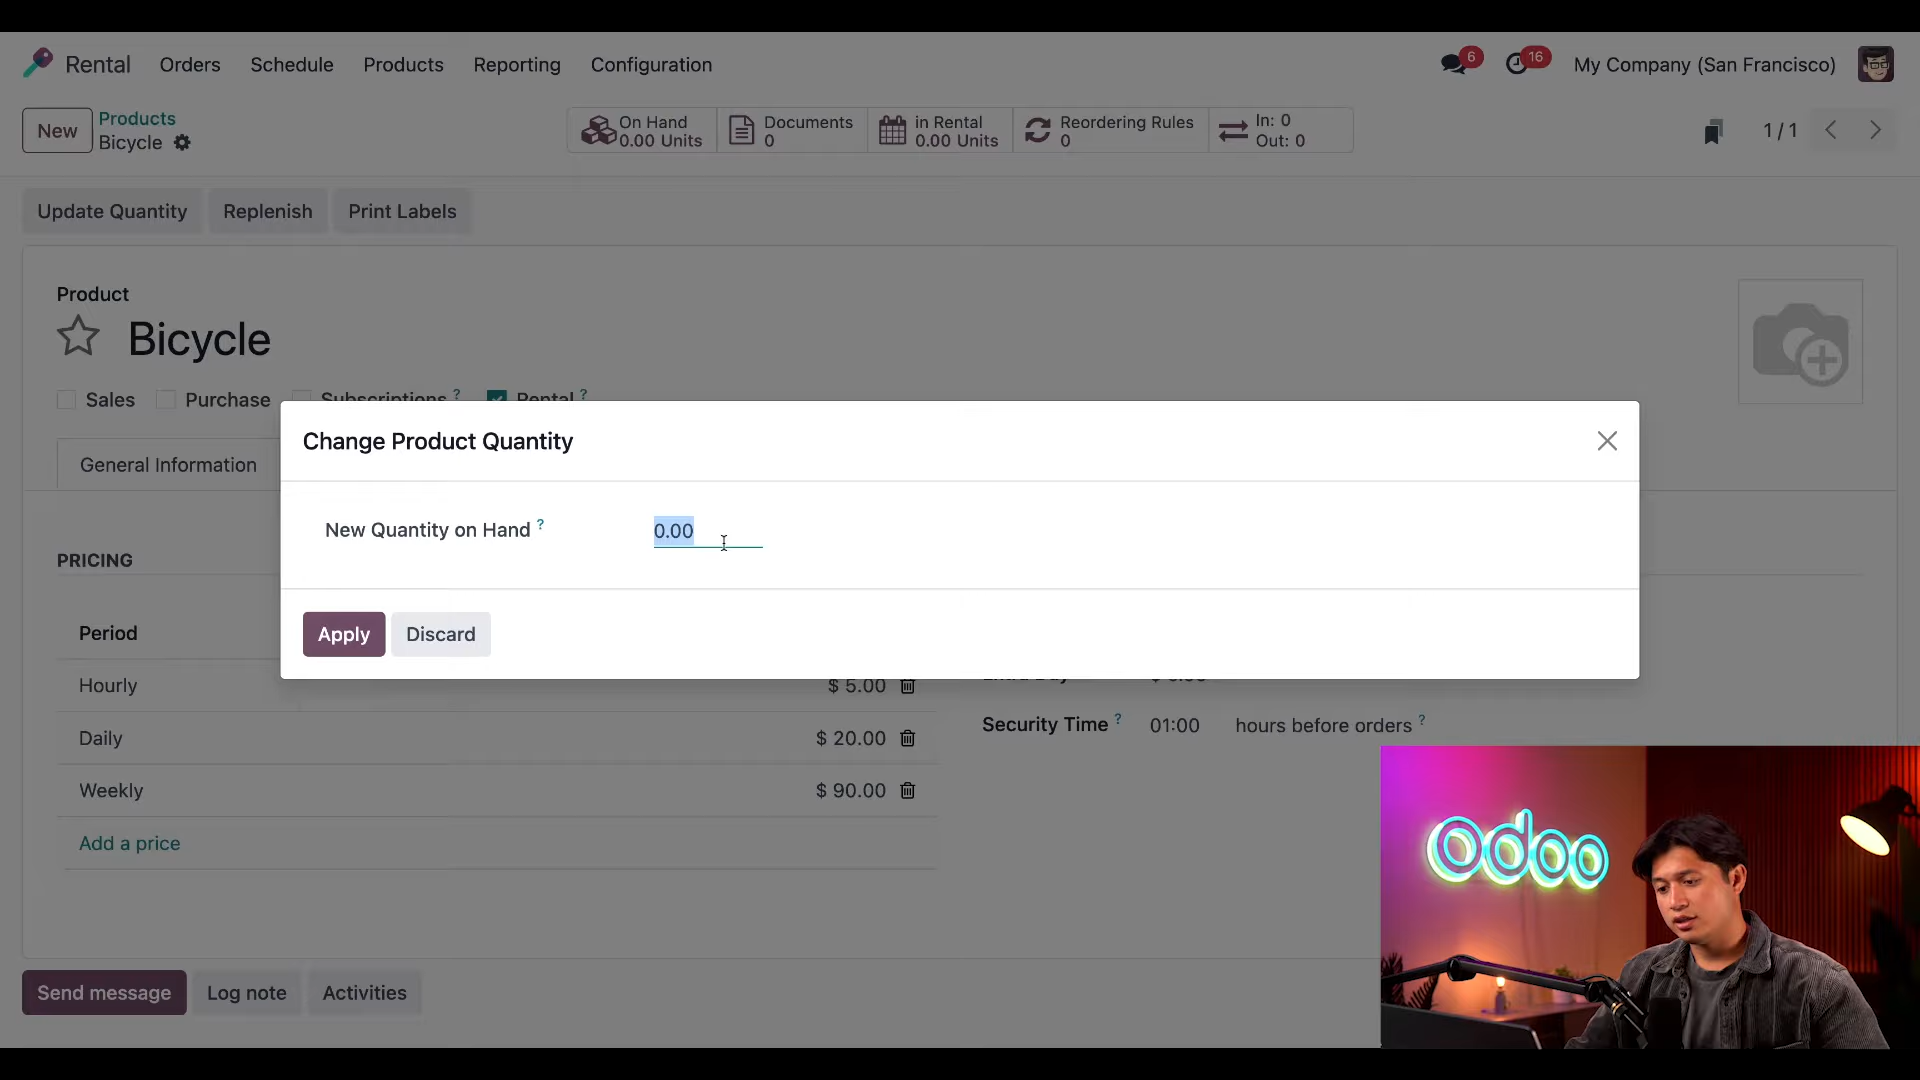 Rental Orders Schedule Products Reporting Configuration 6 16 My Company (San Francisco)
New Products Bicycle
On Hand 0.00 Units
Documents 0
in Rental 0.00 Units
Reordering Rules 0
In: 0 Out: 0
1 / 1
Update Quantity Replenish Print Labels
Product
Bicycle
Sales Purchase Subscriptions ? Rental ?
Change Product Quantity
General Information
New Quantity on Hand ? 0.00
PRICING
Period
Apply Discard
Hourly $ 5.00
Security Time ? 01:00 hours before orders ?
Daily $ 20.00
Weekly $ 90.00
Add a price
odoo
Send message Log note Activities